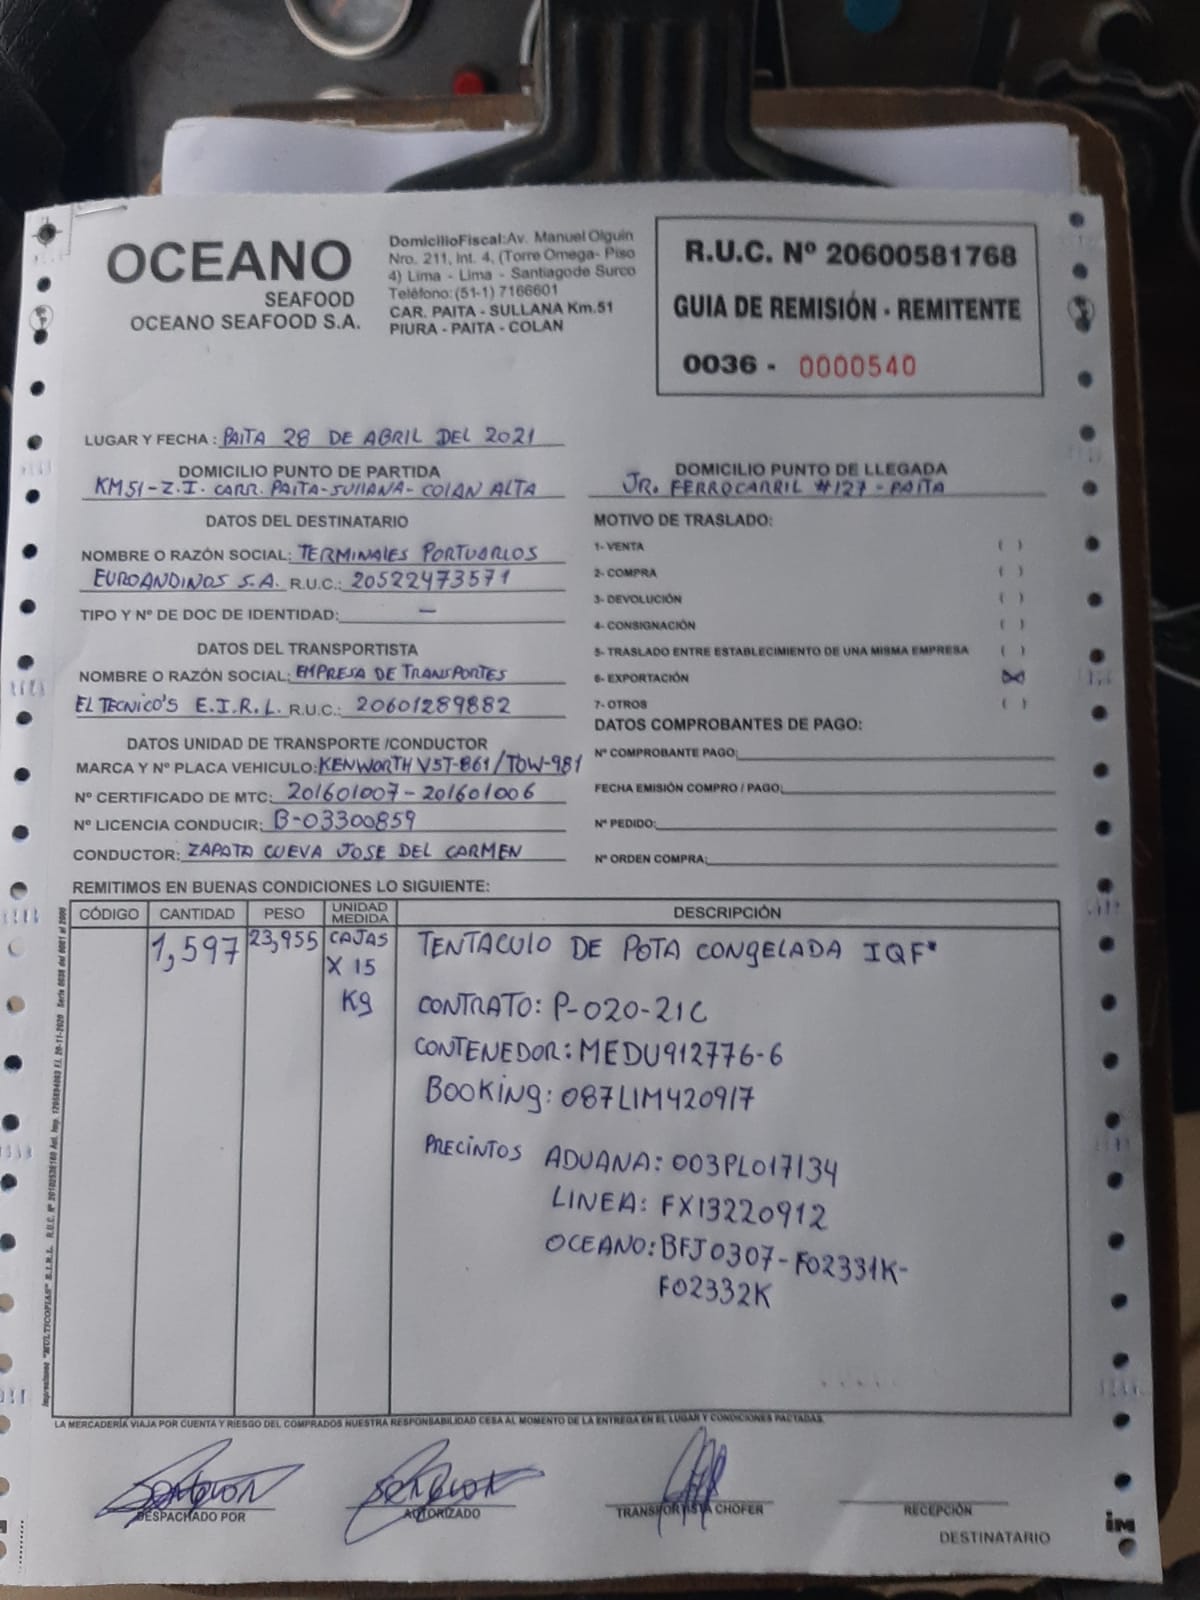 OCEANO
SEAFOOD
OCEANO SEAFOOD S.A.
DomicilioFiscal: Av. Manuel Olguin
Nro. 211, Int. 4, (Torre Omega- Piso
4) Lima - Lima - Santiagode Surco
Teléfono: (51-1) 7166601
CAR. PAITA - SULLANA Km.51
PIURA - PAITA - COLAN
R.U.C. Nº 20600581768
GUIA DE REMISIÓN - REMITENTE
0036 - 0000540
LUGAR Y FECHA : PAITA 28 DE ABRIL DEL 2021
DOMICILIO PUNTO DE PARTIDA
KM51-Z.I. CARR. PAITA-SULLANA-COLAN ALTA
DOMICILIO PUNTO DE LLEGADA
JR. FERROCARRIL #127 - PAITA
DATOS DEL DESTINATARIO
NOMBRE O RAZÓN SOCIAL: TERMINALES PORTUARIOS
EUROANDINOS S.A. R.U.C.: 20522473571
TIPO Y Nº DE DOC DE IDENTIDAD: —
DATOS DEL TRANSPORTISTA
NOMBRE O RAZÓN SOCIAL: EMPRESA DE TRANSPORTES
EL TECNICO'S E.I.R.L. R.U.C.: 20601289882
DATOS UNIDAD DE TRANSPORTE /CONDUCTOR
MARCA Y Nº PLACA VEHICULO: KENWORTH V5T-861/TOW-981
Nº CERTIFICADO DE MTC: 201601007-201601006
Nº LICENCIA CONDUCIR: B-03300859
CONDUCTOR: ZAPATA CUEVA JOSE DEL CARMEN
MOTIVO DE TRASLADO:
1- VENTA ( )
2- COMPRA ( )
3- DEVOLUCIÓN ( )
4- CONSIGNACIÓN ( )
5- TRASLADO ENTRE ESTABLECIMIENTO DE UNA MISMA EMPRESA ( )
6- EXPORTACIÓN (X)
7- OTROS ( )
DATOS COMPROBANTES DE PAGO:
Nº COMPROBANTE PAGO:
FECHA EMISIÓN COMPRO / PAGO:
Nº PEDIDO:
Nº ORDEN COMPRA:
REMITIMOS EN BUENAS CONDICIONES LO SIGUIENTE:
CÓDIGO CANTIDAD PESO UNIDAD MEDIDA DESCRIPCIÓN
1,597 23,955 CAJAS TENTACULO DE POTA CONGELADA IQF"
X 15
Kg CONTRATO: P-020-21C
CONTENEDOR: MEDU912776-6
BOOKING: 087LIM420917
PRECINTOS ADUANA: 003PL017134
LINEA: FX13220912
OCEANO: BFJ0307-F02331K-
F02332K
LA MERCADERÍA VIAJA POR CUENTA Y RIESGO DEL COMPRADOS NUESTRA RESPONSABILIDAD CESA AL MOMENTO DE LA ENTREGA EN EL LUGAR Y CONDICIONES PACTADAS.
DESPACHADO POR
AUTORIZADO
TRANSPORTISTA CHOFER
RECEPCIÓN
DESTINATARIO
IM